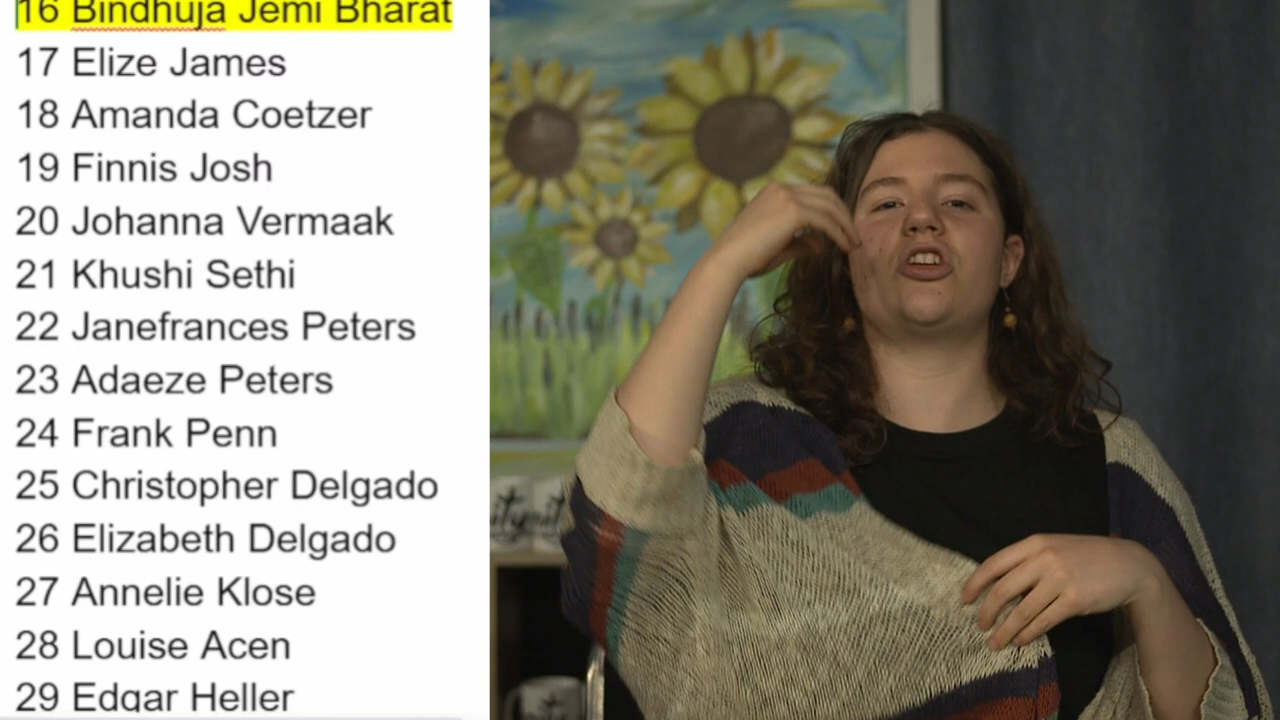 16 Bindhuja Jemi Bharat
17 Elize James
18 Amanda Coetzer
19 Finnis Josh
20 Johanna Vermaak
21 Khushi Sethi
22 Janefrances Peters
23 Adaeze Peters
24 Frank Penn
25 Christopher Delgado
26 Elizabeth Delgado
27 Annelie Klose
28 Louise Acen
29 Edgar Heller